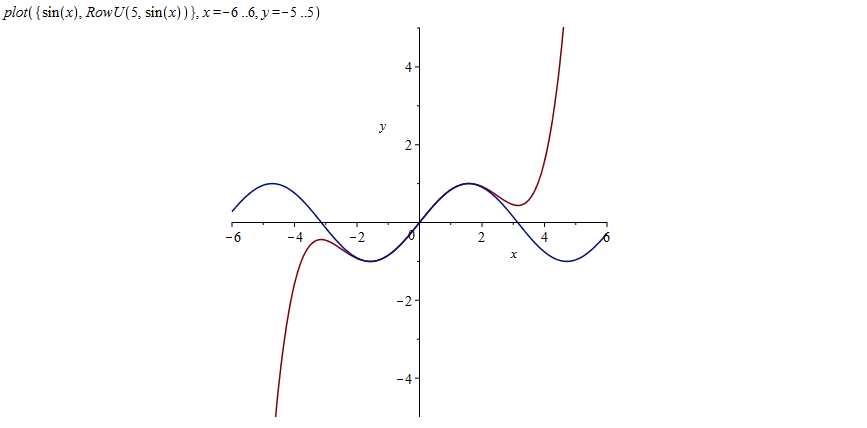 plot({sin(x), RowU(5, sin(x))}, x=-6 ..6, y=-5 ..5)
4
y
2
-6 -4 -2 0 2 4 6
x
-2
-4